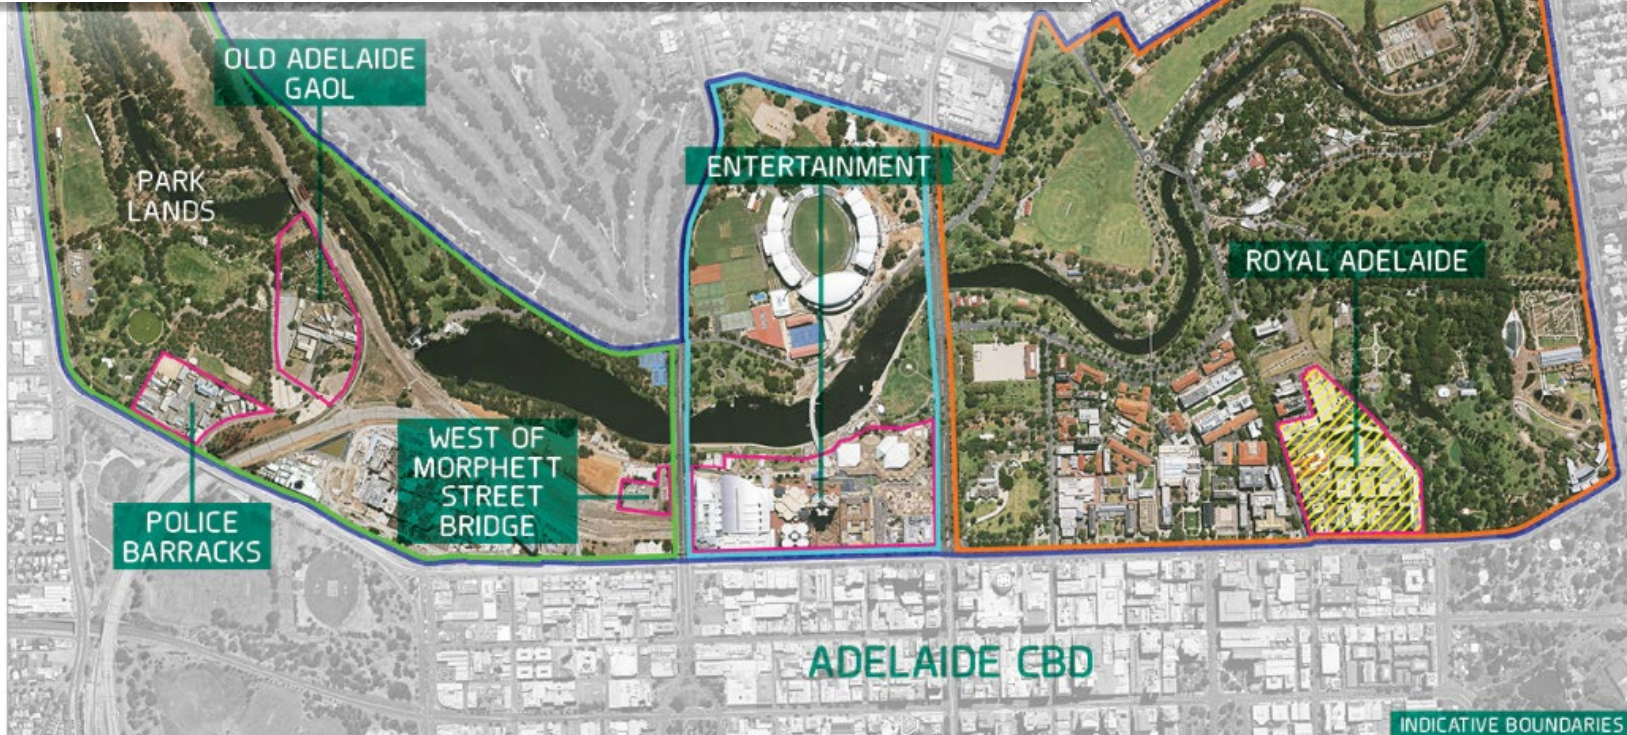 OLD ADELAIDE
GAOL
PARK
LANDS
ENTERTAINMENT
ROYAL ADELAIDE
WEST OF
MORPHETT
STREET
BRIDGE
POLICE
BARRACKS
ADELAIDE CBD
INDICATIVE BOUNDARIES